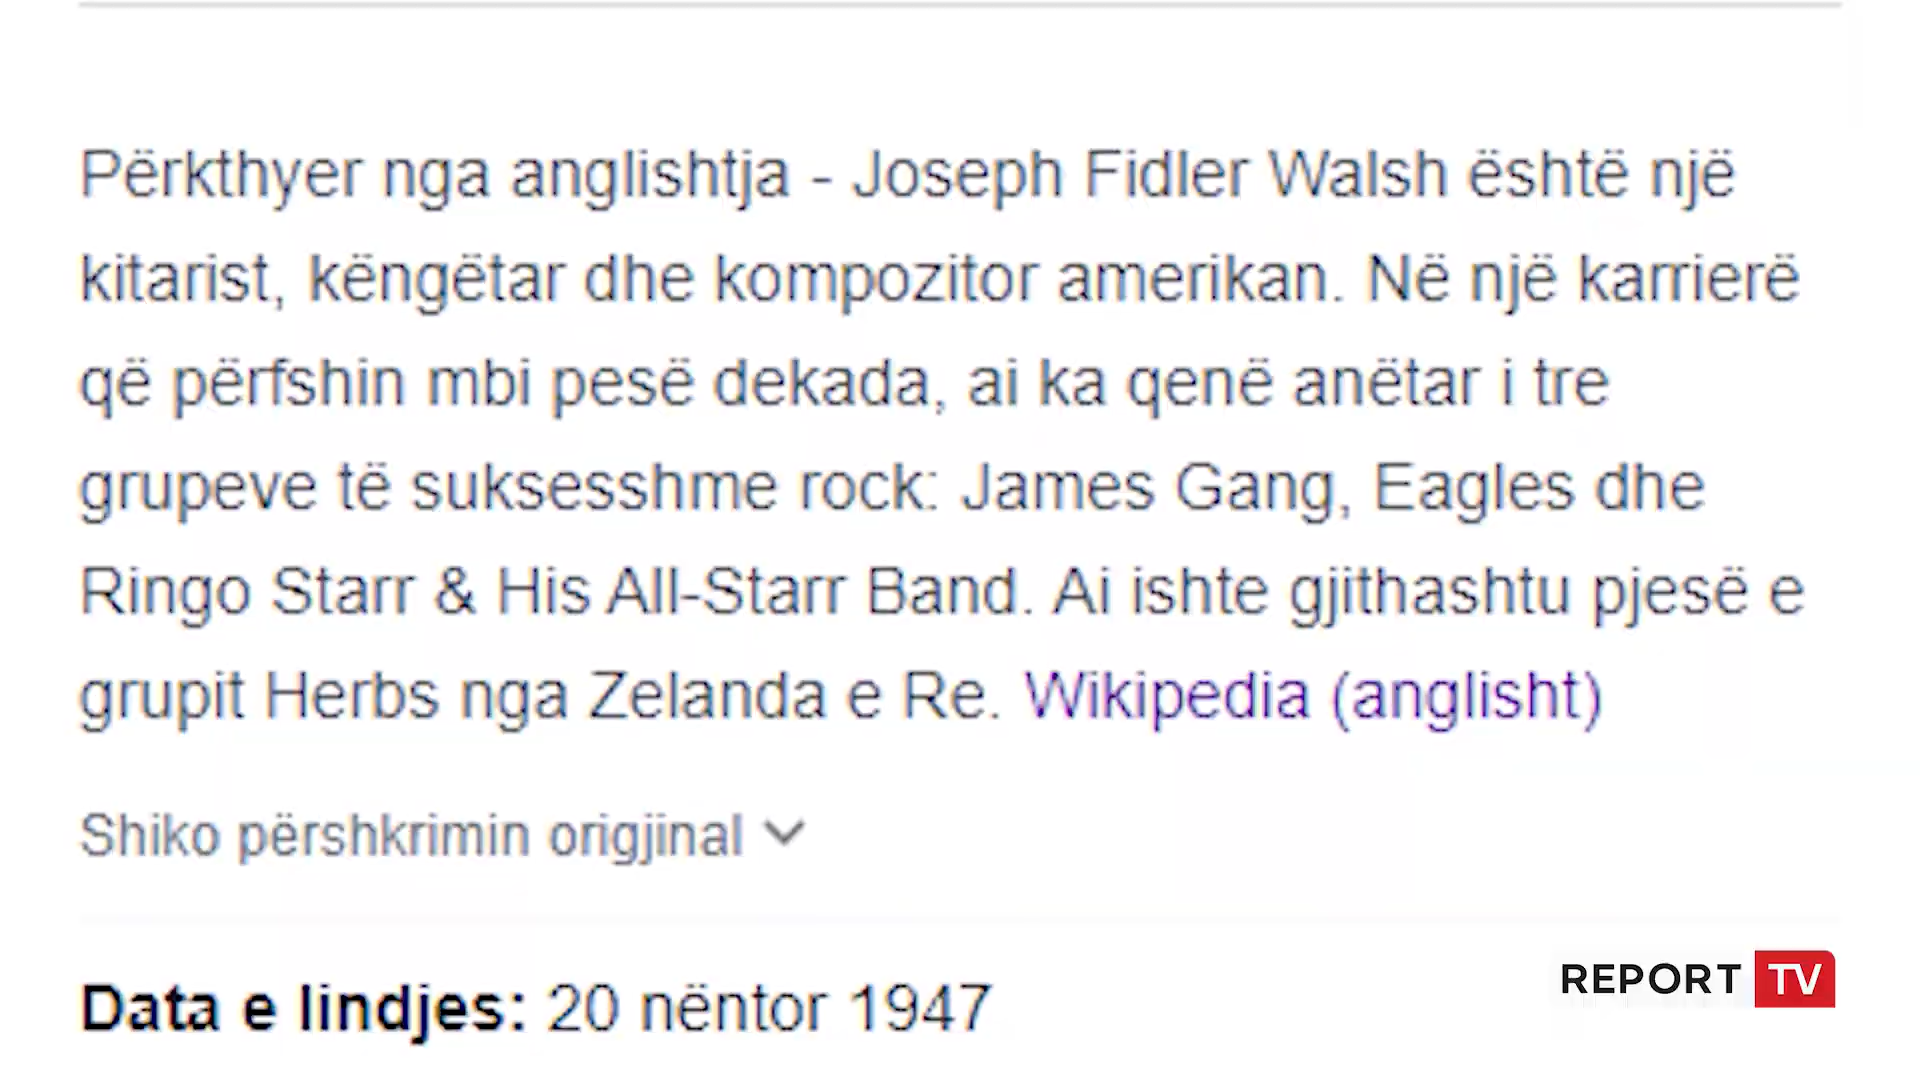 Përkthyer nga anglishtja - Joseph Fidler Walsh është një
kitarist, këngëtar dhe kompozitor amerikan. Në një karrierë
që përfshin mbi pesë dekada, ai ka qenë anëtar i tre
grupeve të suksesshme rock: James Gang, Eagles dhe
Ringo Starr & His All-Starr Band. Ai ishte gjithashtu pjesë e
grupit Herbs nga Zelanda e Re. Wikipedia (anglisht)
Shiko përshkrimin origjinal
Data e lindjes: 20 nëntor 1947
REPORT TV